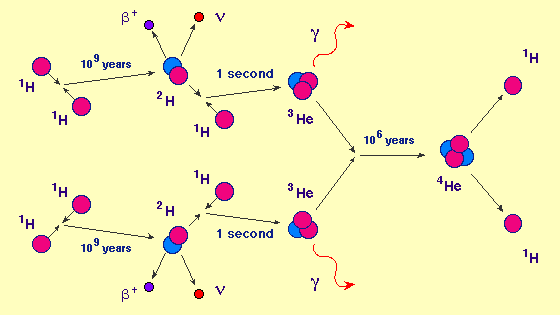 β⁺ ν
γ
¹H
10⁹ years
1 second
¹H
²H
¹H
¹H
³He
10⁶ years
¹H
¹H
³He
⁴He
¹H
²H
10⁹ years
1 second
¹H
β⁺ ν
γ